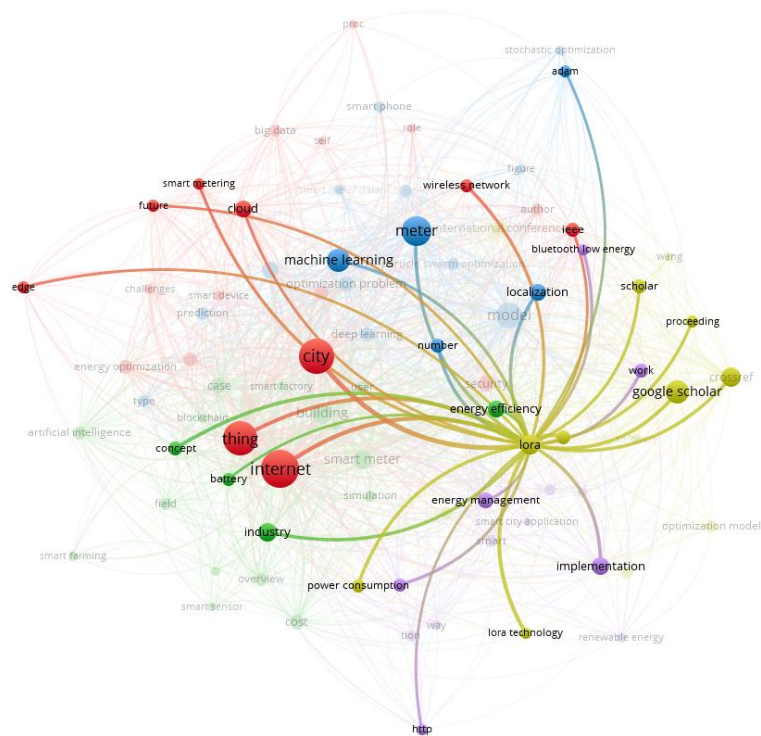 proc
stochastic optimization
adam
smart phone
big data
role
self
figure
smart metering
wireless network
future
cloud
author
meter
international conference
ieee
bluetooth low energy
machine learning
wang
particle swarm optimization
optimization problem
edge
challenges
smart device
localization
scholar
prediction
model
proceeding
deep learning
number
city
energy optimization
work
crossref
case
smart factory
user
security
google scholar
type
blockchain
building
energy efficiency
artificial intelligence
thing
lora
concept
smart meter
internet
battery
simulation
field
energy management
smart city application
optimization model
industry
smart
smart farming
implementation
overview
power consumption
smart sensor
cost
way
lora technology
tion
renewable energy
http